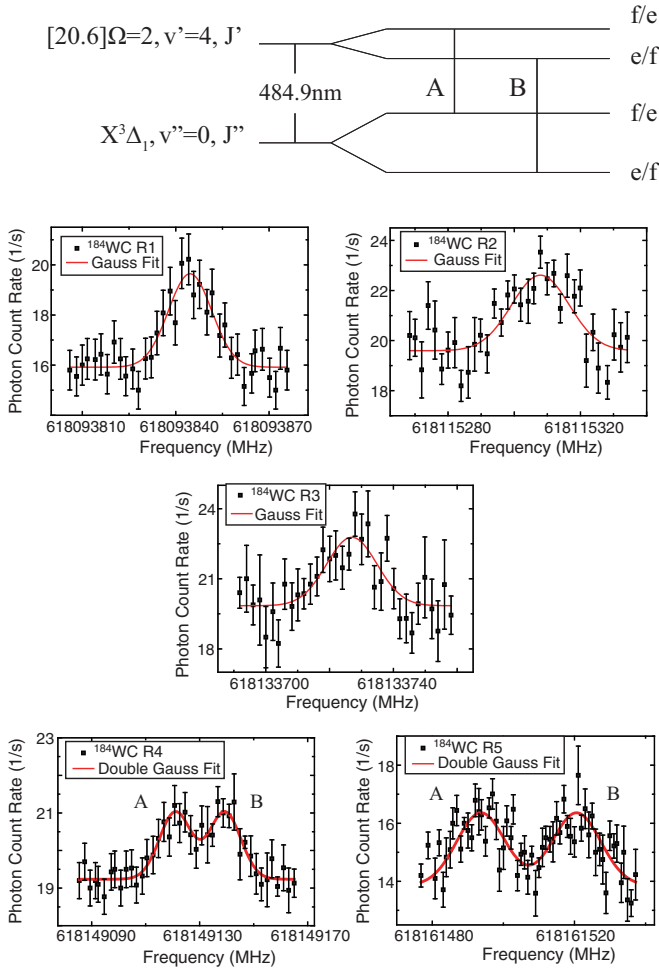 [20.6]Ω=2, v'=4, J'
f/e
e/f
484.9nm
A
B
X³Δ₁, v''=0, J''
f/e
e/f
Photon Count Rate (1/s)
20
18
16
¹⁸⁴WC R1
Gauss Fit
618093810
618093840
618093870
Frequency (MHz)
Photon Count Rate (1/s)
24
22
20
18
¹⁸⁴WC R2
Gauss Fit
618115280
618115320
Frequency (MHz)
Photon Count Rate (1/s)
24
21
18
¹⁸⁴WC R3
Gauss Fit
618133700
618133740
Frequency (MHz)
Photon Count Rate (1/s)
23
21
19
17
¹⁸⁴WC R4
Double Gauss Fit
A
B
618149090
618149130
618149170
Frequency (MHz)
Photon Count Rate (1/s)
18
16
14
¹⁸⁴WC R5
Double Gauss Fit
A
B
618161480
618161520
Frequency (MHz)